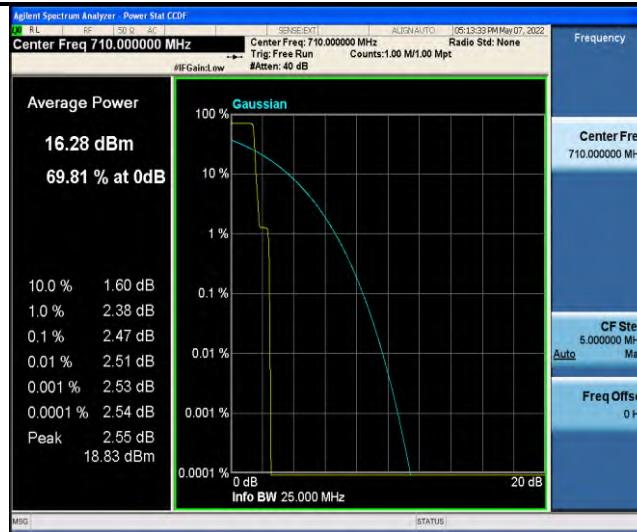 Agilent Spectrum Analyzer - Power Stat CCDF
RL RF 50 Ω AC SENSE:EXT ALIGN AUTO 05:13:33 PM May 07, 2022
Center Freq 710.000000 MHz
Center Freq: 710.000000 MHz Radio Std: None
Trig: Free Run Counts:1.00 M/1.00 Mpt
#IFGain:Low #Atten: 40 dB
Frequency
Average Power
16.28 dBm
69.81 % at 0dB
10.0 % 1.60 dB
1.0 % 2.38 dB
0.1 % 2.47 dB
0.01 % 2.51 dB
0.001 % 2.53 dB
0.0001 % 2.54 dB
Peak 2.55 dB
18.83 dBm
Gaussian
100 %
10 %
1 %
0.1 %
0.01 %
0.001 %
0.0001 %
0 dB 20 dB
Info BW 25.000 MHz
Center Fre
710.000000 MH
CF Ste
5.000000 MH
Auto Ma
Freq Offse
0 H
MSG STATUS